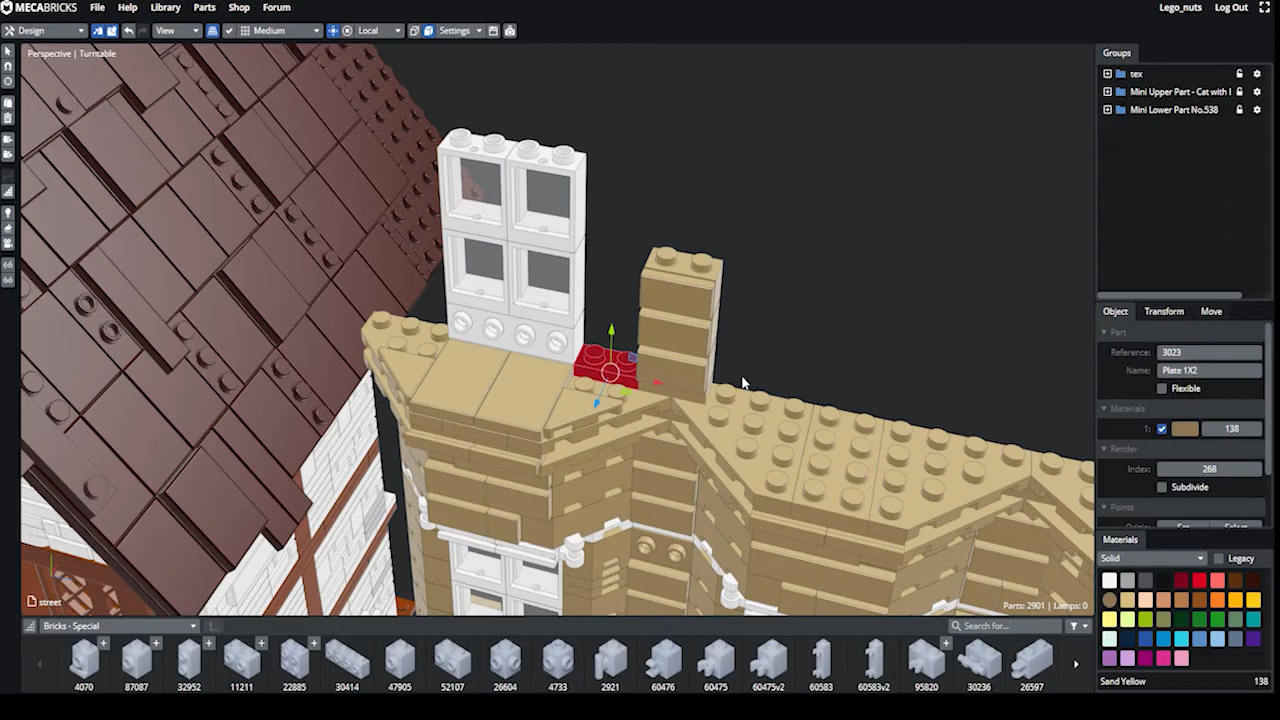 MECABRICKS File Help Library Parts Shop Forum Lego_nuts Log Out
Design View Medium Local Settings
Perspective | Turntable
Groups
tex
Mini Upper Part - Cat with
Mini Lower Part No.538
Object Transform Move
Part
Reference: 3023
Name: Plate 1X2
Flexible
Materials
1: 138
Render
Index: 268
Subdivide
Points
Materials
Solid Legacy
street
Parts: 2901 | Lamps: 0
Bricks - Special
Search for...
4070 87087 32952 11211 22885 30414 47905 52107 26604 4733 2921 60476 60475 60475v2 60583 60583v2 95820 30236 26597
Sand Yellow 138